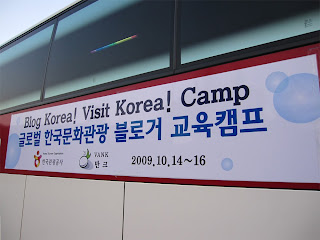 Blog Korea! Visit Korea! Camp
글로벌 한국문화관광 블로거 교육캠프
한국관광공사
VANK
반크
2009.10.14~16